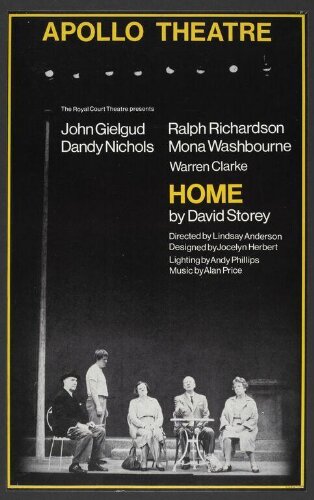 APOLLO THEATRE
The Royal Court Theatre presents
John Gielgud Ralph Richardson
Dandy Nichols Mona Washbourne
Warren Clarke
HOME
by David Storey
Directed by Lindsay Anderson
Designed by Jocelyn Herbert
Lighting by Andy Phillips
Music by Alan Price